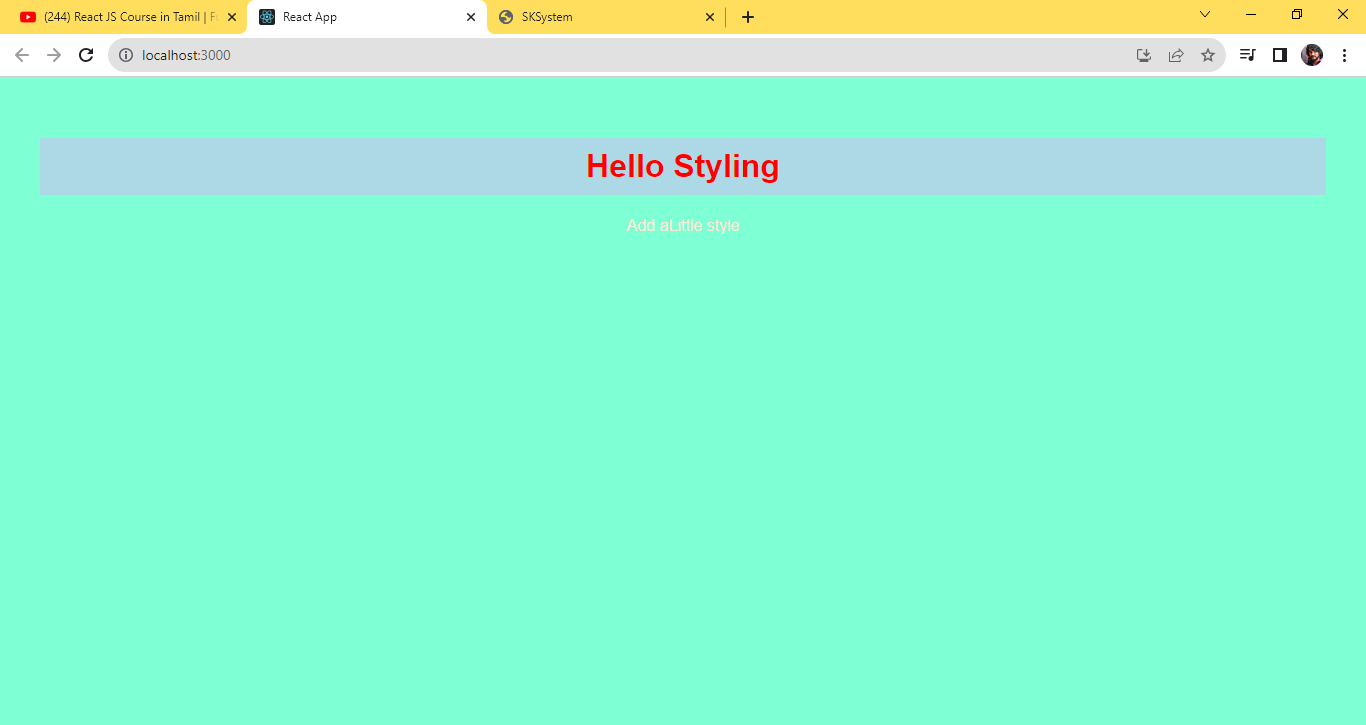 (244) React JS Course in Tamil |
React App
SKSystem
localhost:3000
Hello Styling
Add aLittle style